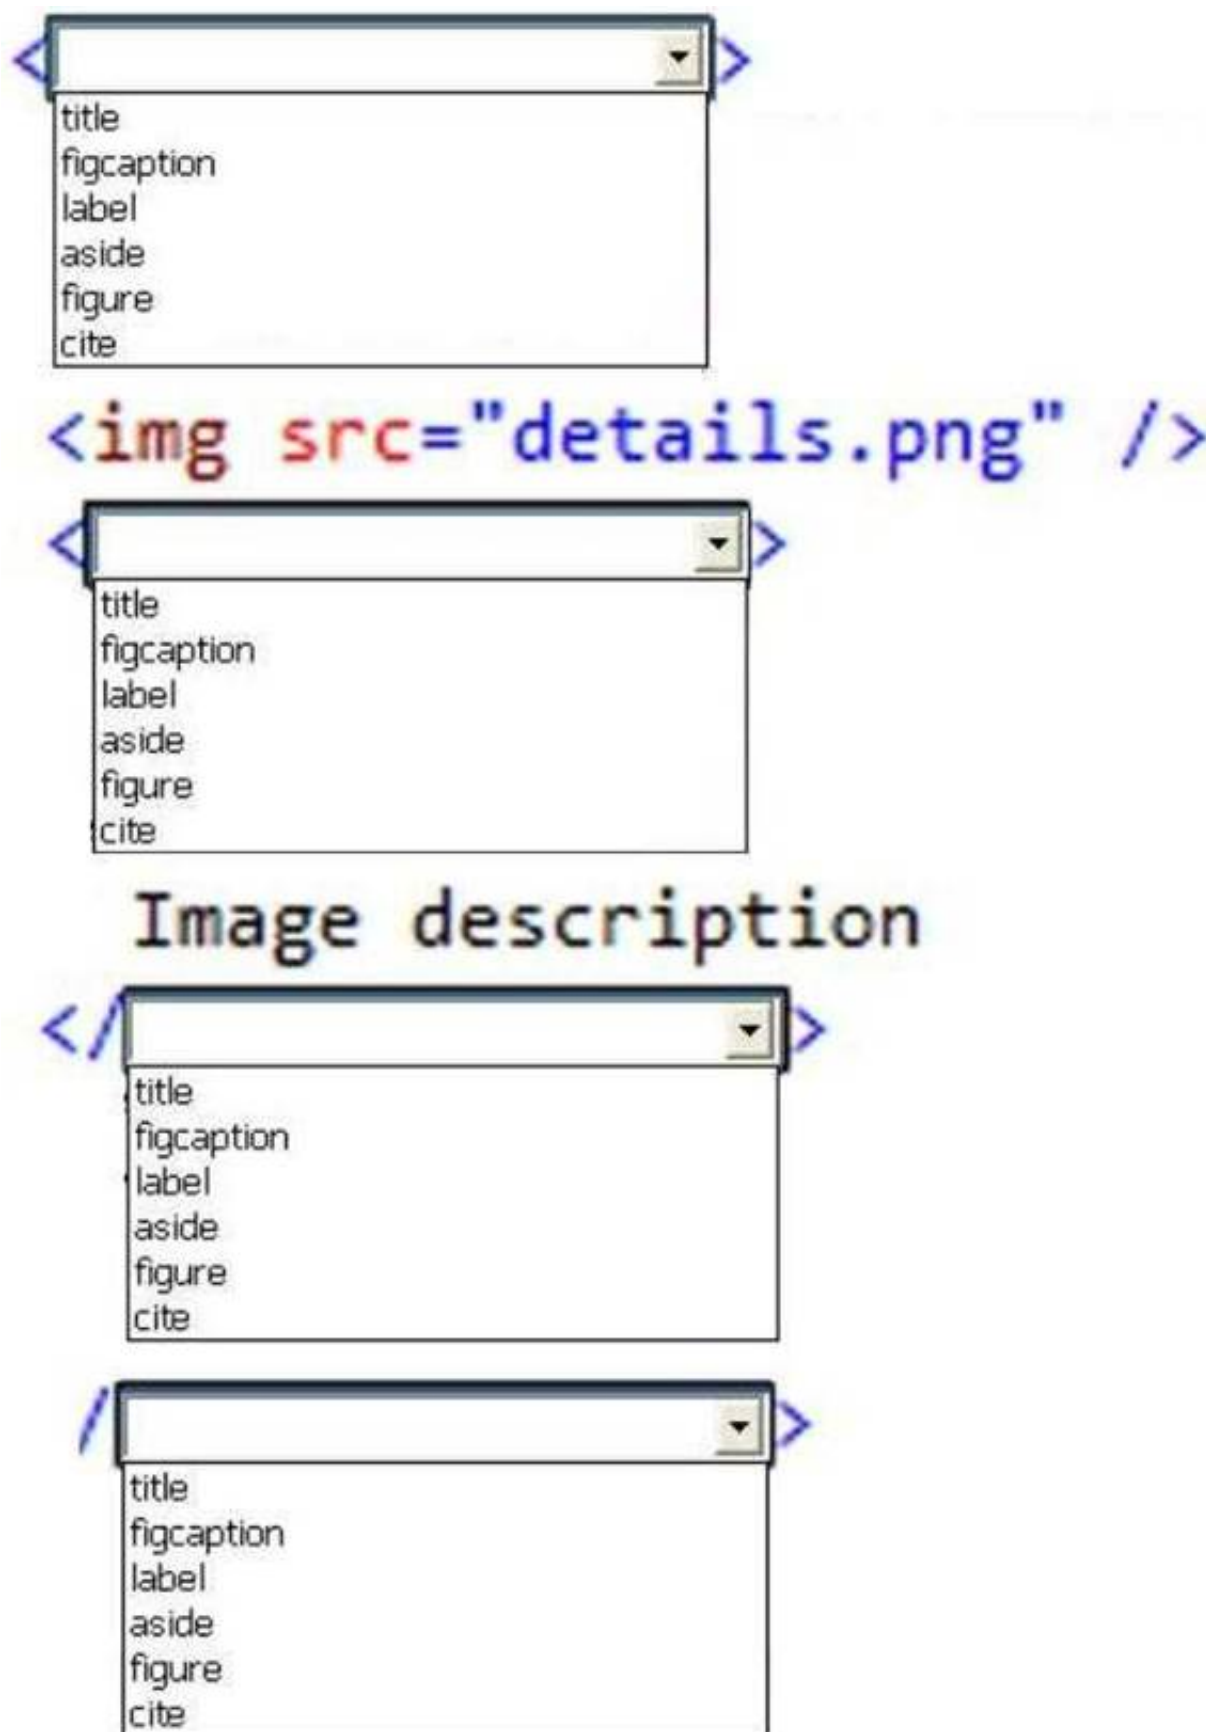 < >
title
figcaption
label
aside
figure
cite
<img src="details.png" />
< >
title
figcaption
label
aside
figure
cite
Image description
</ >
title
figcaption
label
aside
figure
cite
/ >
title
figcaption
label
aside
figure
cite